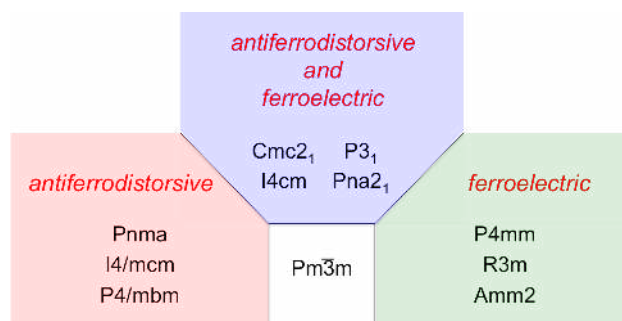 antiferrodistorsive
and
ferroelectric
Cmc2₁ P3₁
I4cm Pna2₁
antiferrodistorsive
Pnma
I4/mcm
P4/mbm
Pm3̅m
ferroelectric
P4mm
R3m
Amm2